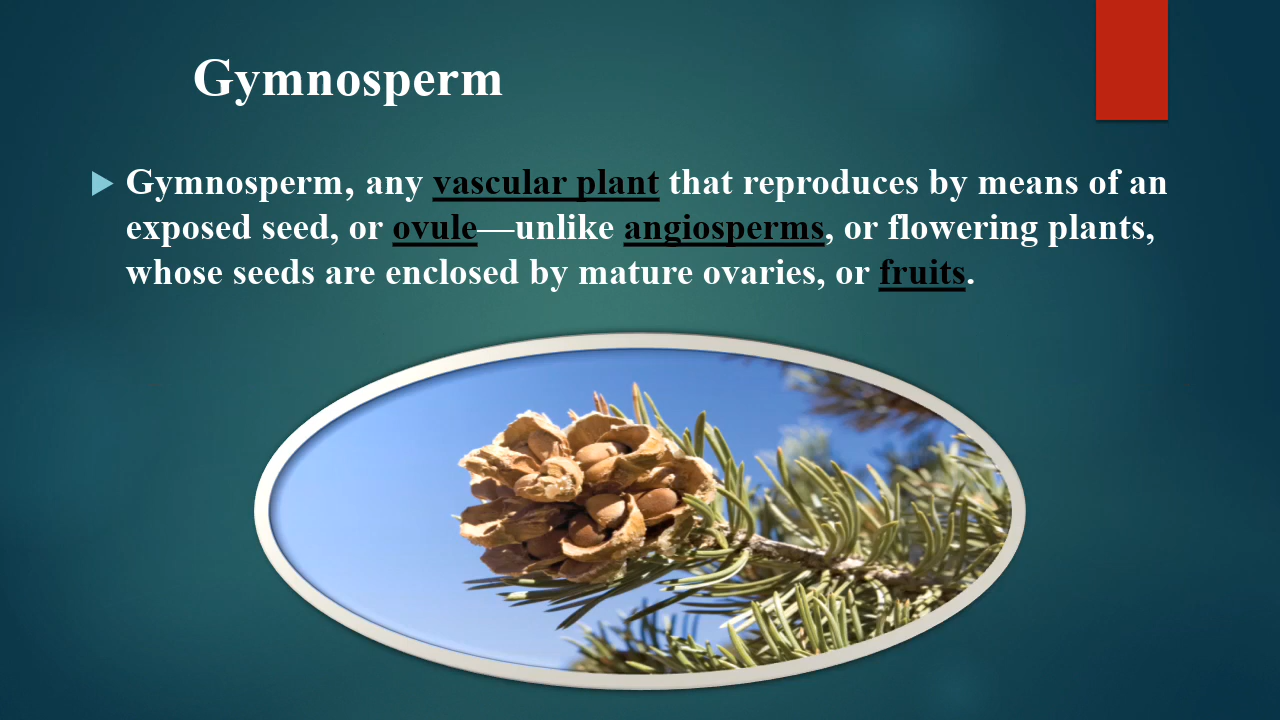 Gymnosperm
Gymnosperm, any vascular plant that reproduces by means of an
exposed seed, or ovule—unlike angiosperms, or flowering plants,
whose seeds are enclosed by mature ovaries, or fruits.